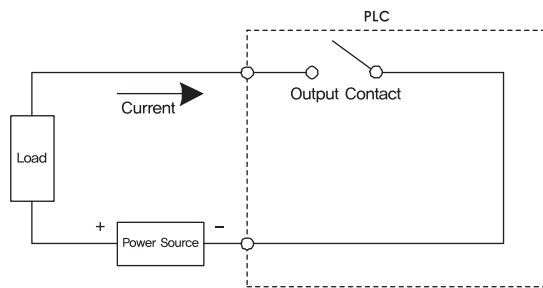 PLC
Output Contact
Current
Load
+ −
Power Source